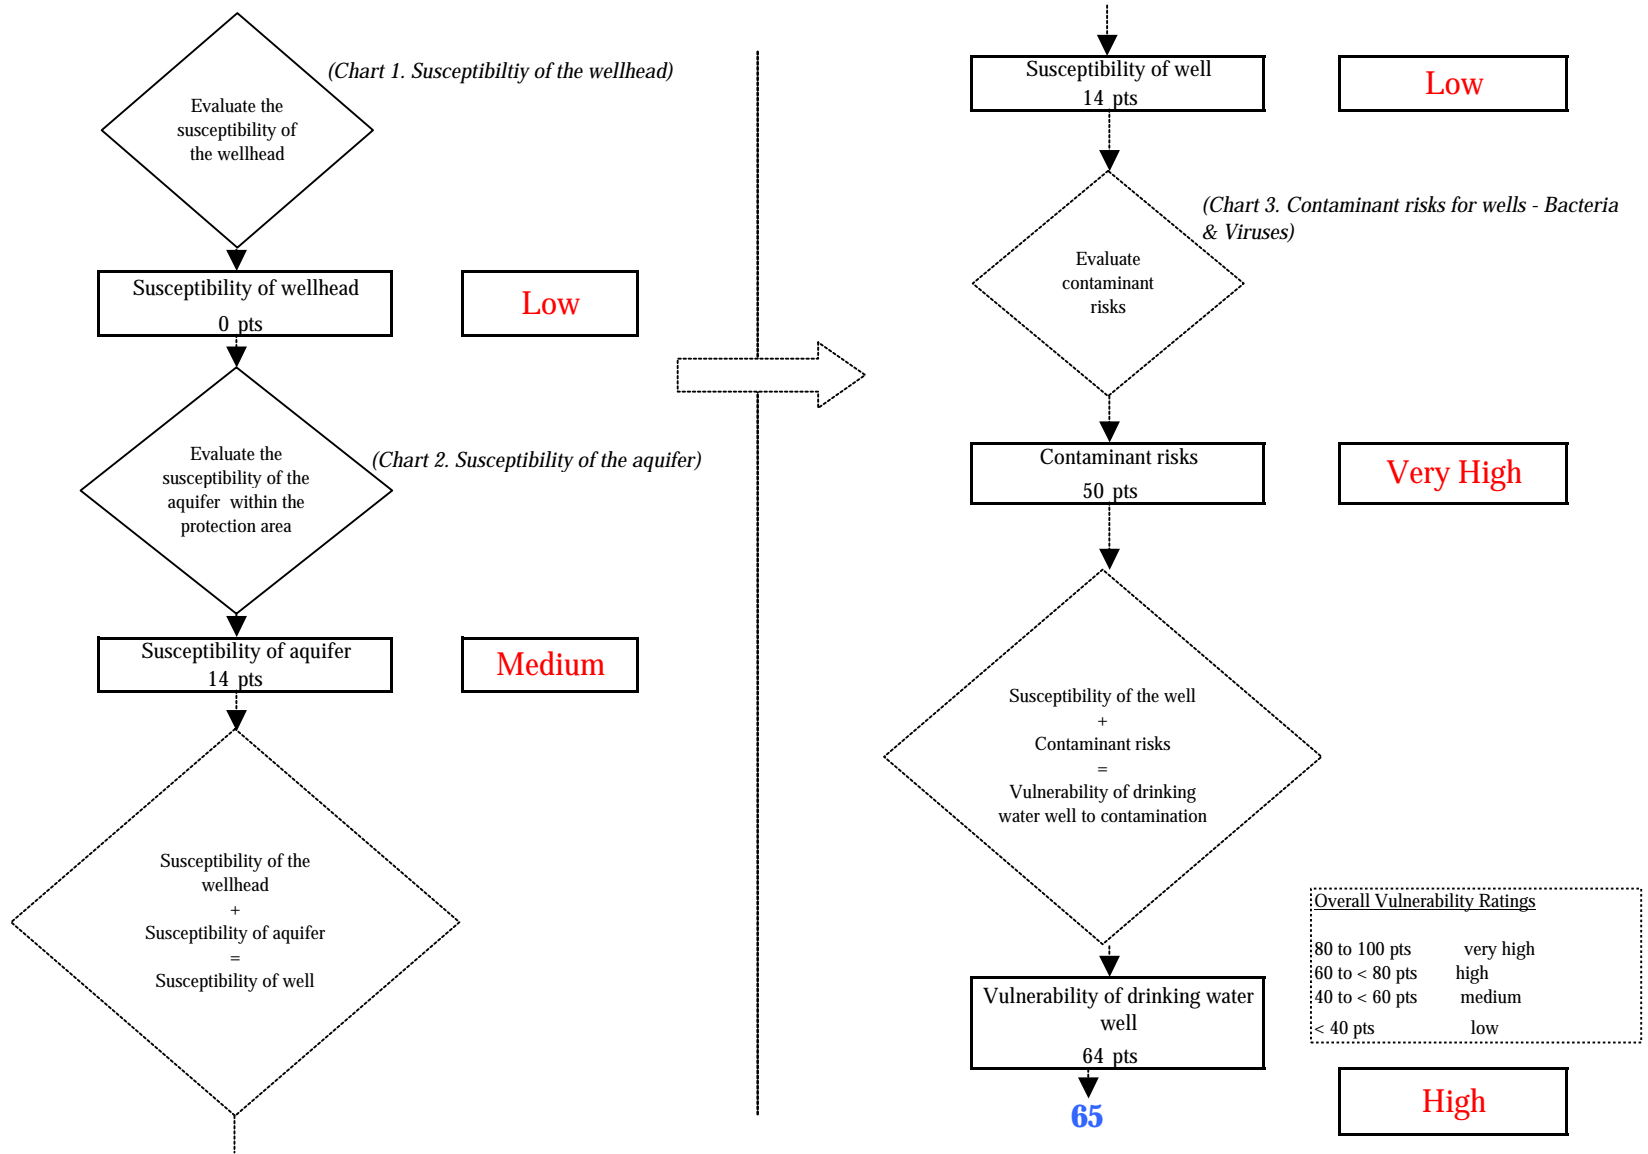 (Chart 1. Susceptibiltiy of the wellhead)
Evaluate the
susceptibility of
the wellhead
Susceptibility of wellhead
0 pts
Low
Evaluate the
susceptibility of the
aquifer within the
protection area
(Chart 2. Susceptibility of the aquifer)
Susceptibility of aquifer
14 pts
Medium
Susceptibility of the
wellhead
+
Susceptibility of aquifer
=
Susceptibility of well
Susceptibility of well
14 pts
Low
(Chart 3. Contaminant risks for wells - Bacteria
& Viruses)
Evaluate
contaminant
risks
Contaminant risks
50 pts
Very High
Susceptibility of the well
+
Contaminant risks
=
Vulnerability of drinking
water well to contamination
Overall Vulnerability Ratings
80 to 100 pts very high
60 to < 80 pts high
40 to < 60 pts medium
< 40 pts low
Vulnerability of drinking water
well
64 pts
65
High